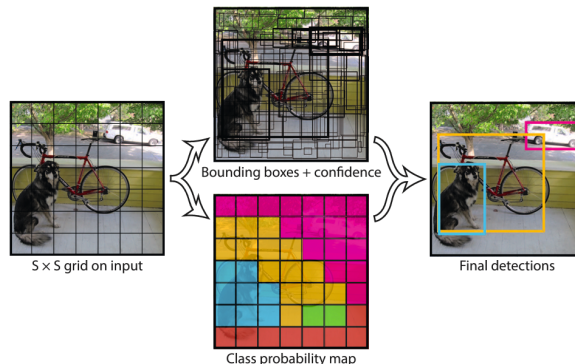 Bounding boxes + confidence
S × S grid on input
Final detections
Class probability map